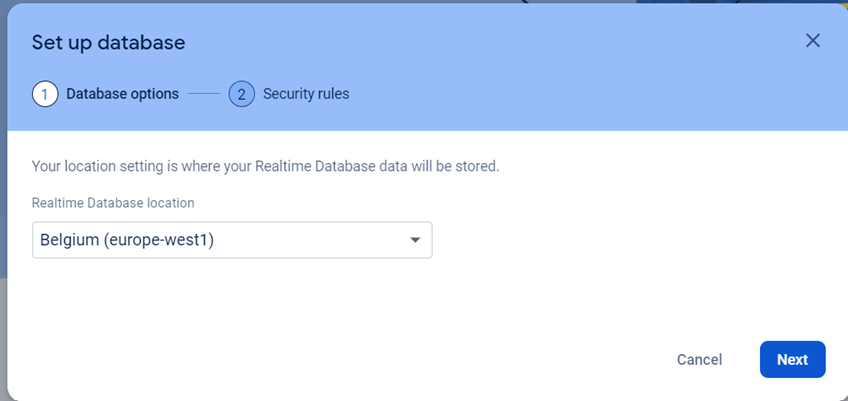 Set up database
1 Database options
2 Security rules
Your location setting is where your Realtime Database data will be stored.
Realtime Database location
Belgium (europe-west1)
Cancel
Next